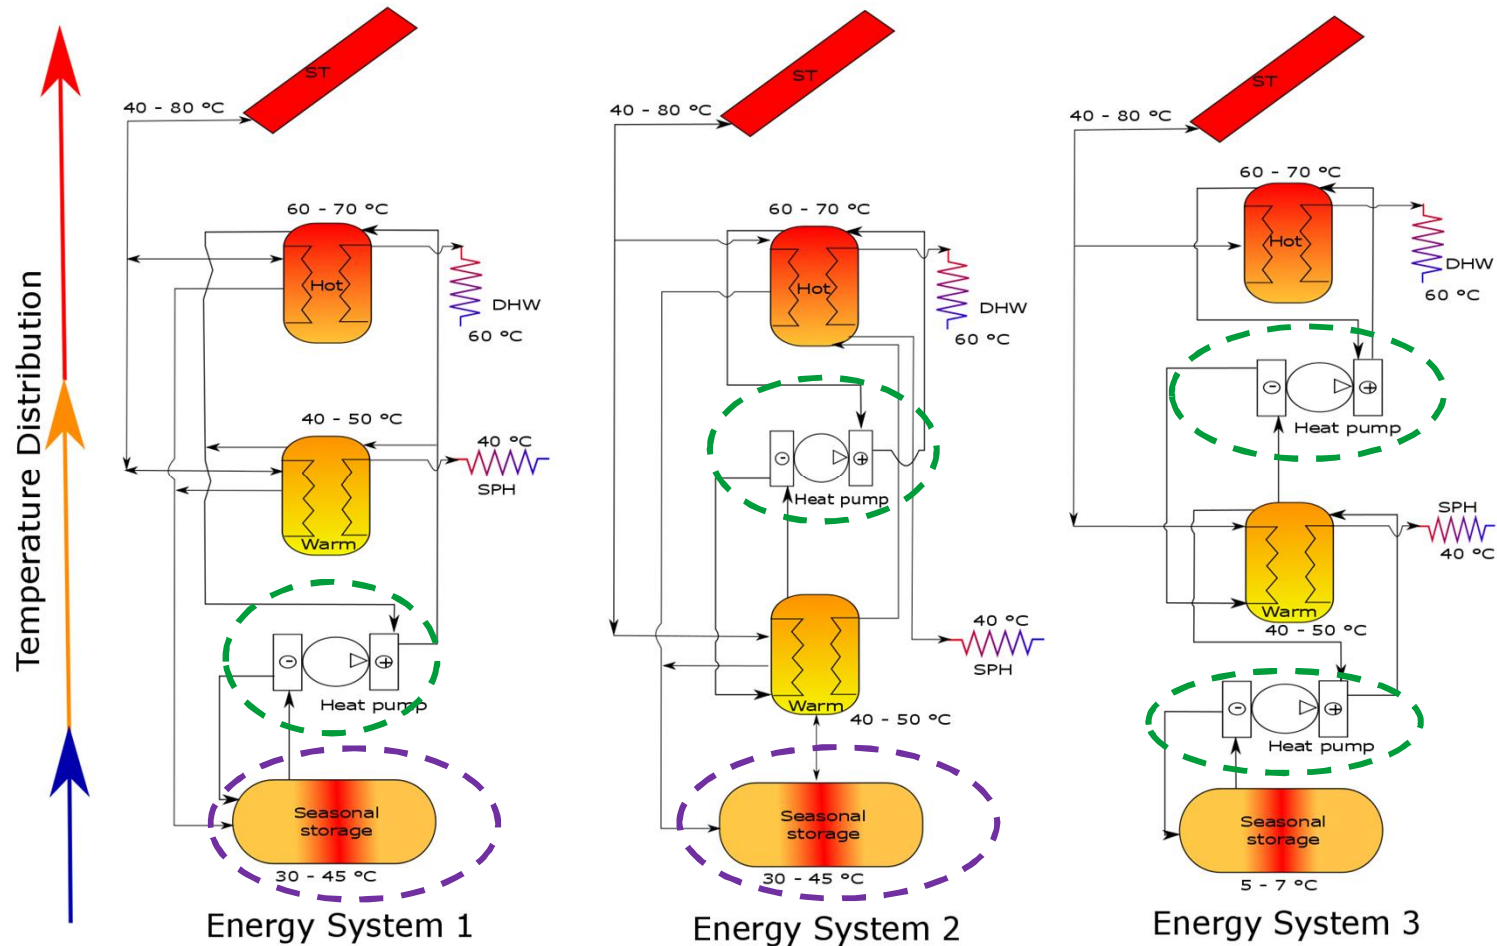 Temperature Distribution
ST
40 - 80 °C
60 - 70 °C
Hot
DHW
60 °C
40 - 50 °C
40 °C
SPH
Warm
⊖
⊕
Heat pump
Seasonal
storage
30 - 45 °C
Energy System 1
ST
40 - 80 °C
60 - 70 °C
Hot
DHW
60 °C
⊖
⊕
Heat pump
40 °C
SPH
Warm
40 - 50 °C
Seasonal
storage
30 - 45 °C
Energy System 2
ST
40 - 80 °C
60 - 70 °C
Hot
DHW
60 °C
⊖
⊕
Heat pump
SPH
40 °C
Warm
40 - 50 °C
⊖
⊕
Heat pump
Seasonal
storage
5 - 7 °C
Energy System 3